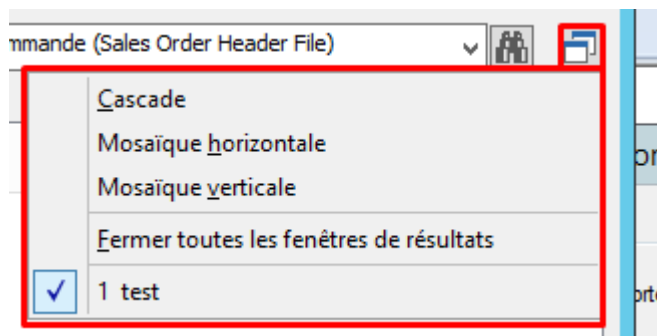 mmande (Sales Order Header File)
Cascade
Mosaïque horizontale
Mosaïque verticale
Fermer toutes les fenêtres de résultats
1 test